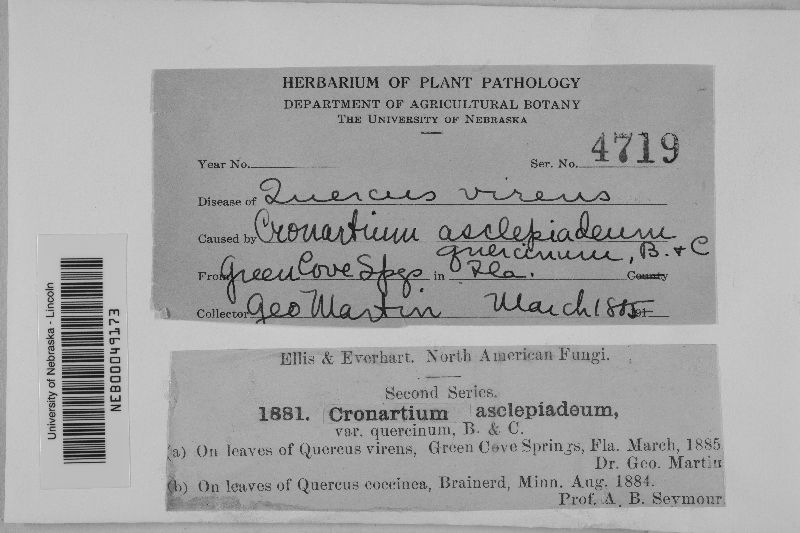 HERBARIUM OF PLANT PATHOLOGY
DEPARTMENT OF AGRICULTURAL BOTANY
THE UNIVERSITY OF NEBRASKA
Year No. Ser. No. 4719
Disease of Quercus virens
Caused by Cronartium asclepiadeum
quercinum, B. + C
From Green Cove Spgs in Fla. County
Collector Geo Martin March 1885
University of Nebraska - Lincoln
NEB00049173
Ellis & Everhart. North American Fungi.
Second Series.
1881. Cronartium asclepiadeum,
var. quercinum, B. & C.
(a) On leaves of Quercus virens, Green Cove Springs, Fla. March, 1885
Dr. Geo. Martin
(b) On leaves of Quercus coccinea, Brainerd, Minn. Aug. 1884.
Prof. A. B. Seymour